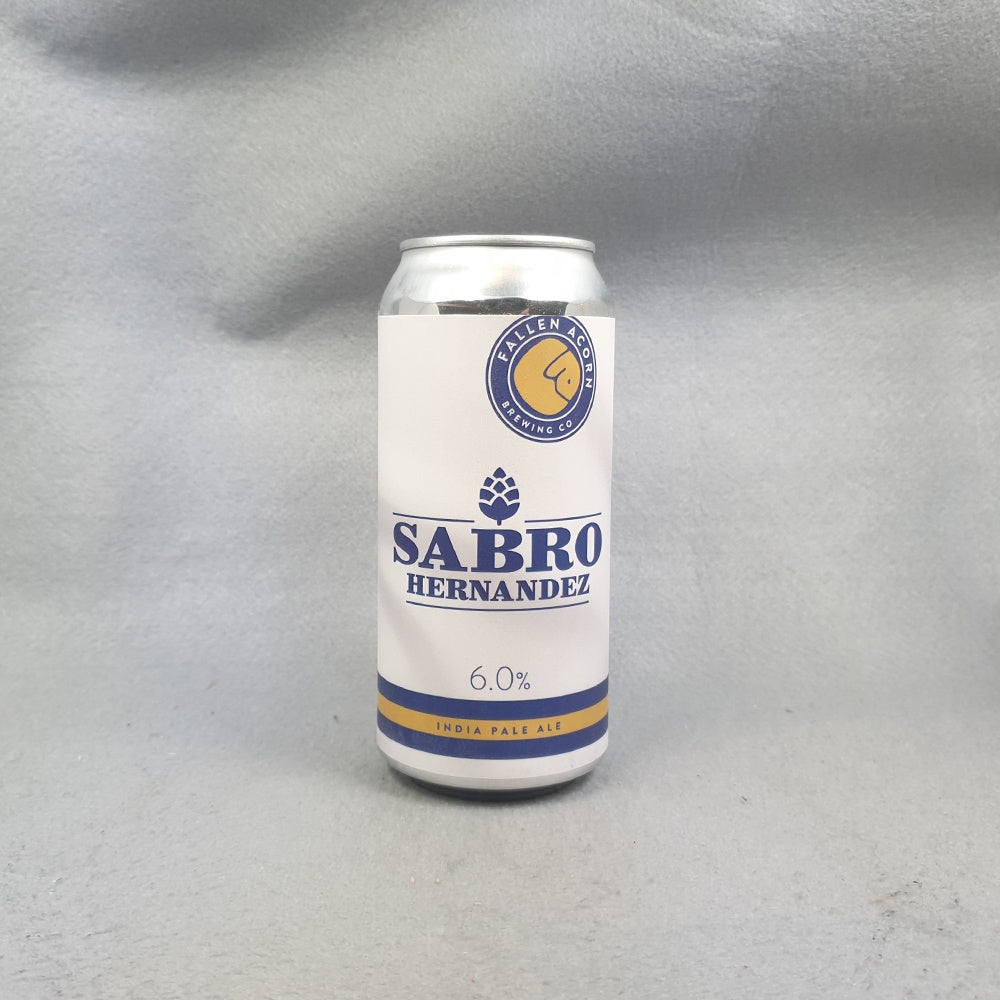 FALLEN ACORN
BREWING CO
SABRO
HERNANDEZ
6.0%
INDIA PALE ALE